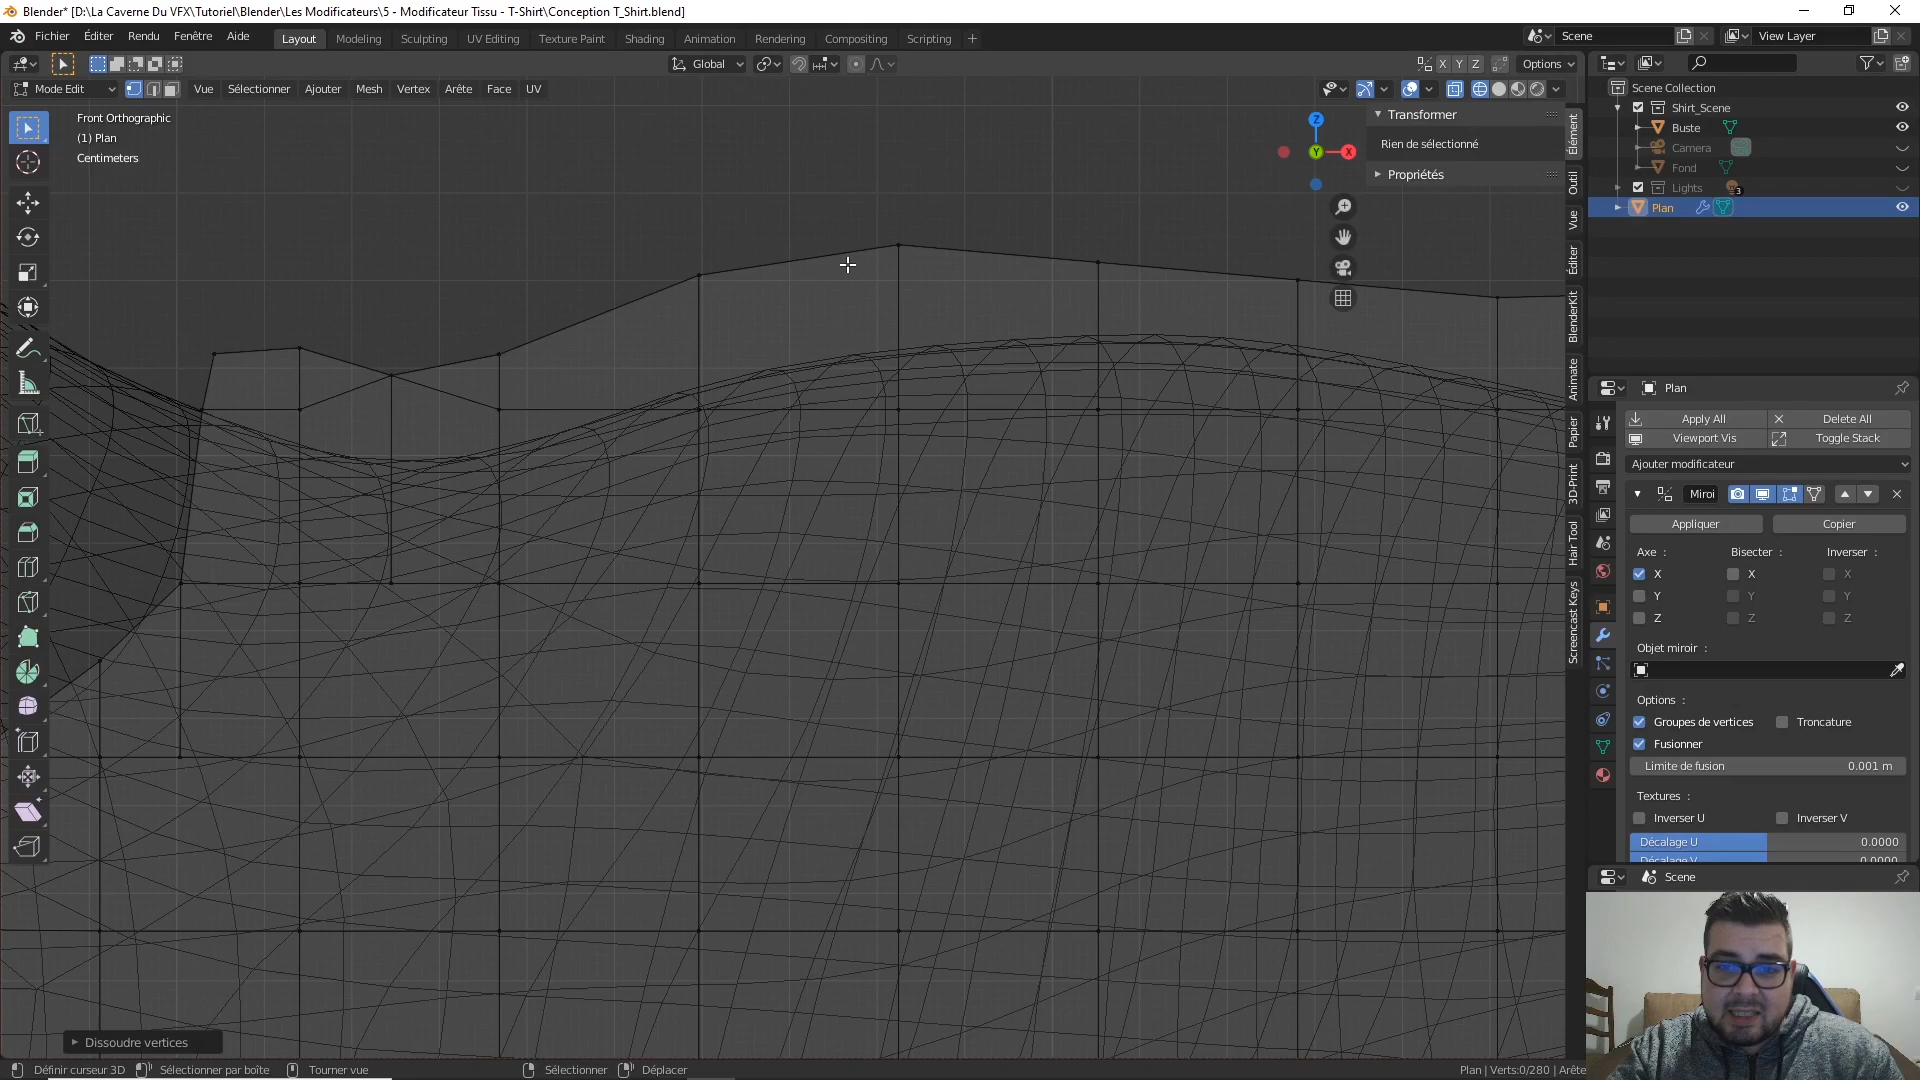 Blender* [D:\La Caverne Du VFX\Tutoriel\Blender\Les Modificateurs\5 - Modificateur Tissu - T-Shirt\Conception T_Shirt.blend]
Fichier Éditer Rendu Fenêtre Aide Layout Modeling Sculpting UV Editing Texture Paint Shading Animation Rendering Compositing Scripting + Scene View Layer
Global X Y Z Options
Mode Edit Vue Sélectionner Ajouter Mesh Vertex Arête Face UV
Front Orthographic
(1) Plan
Centimeters
Z
Y
X
Transformer
Rien de sélectionné
Propriétés
Élément
Outil
Vue
Éditer
BlenderKit
Animate
Papier
3D-Print
Hair Tool
Screencast Keys
Scene Collection
Shirt_Scene
Buste
Camera
Fond
Lights 3
Plan
Plan
Apply All Delete All
Viewport Vis Toggle Stack
Ajouter modificateur
Miroi
Appliquer Copier
Axe : Bisecter : Inverser :
X X X
Y Y Y
Z Z Z
Objet miroir :
Options :
Groupes de vertices Troncature
Fusionner
Limite de fusion 0.001 m
Textures :
Inverser U Inverser V
Décalage U 0.0000
Décalage V 0.0000
Scene
Dissoudre vertices
Définir curseur 3D Sélectionner par boîte Tourner vue Sélectionner Déplacer Plan | Verts:0/280 | Arête